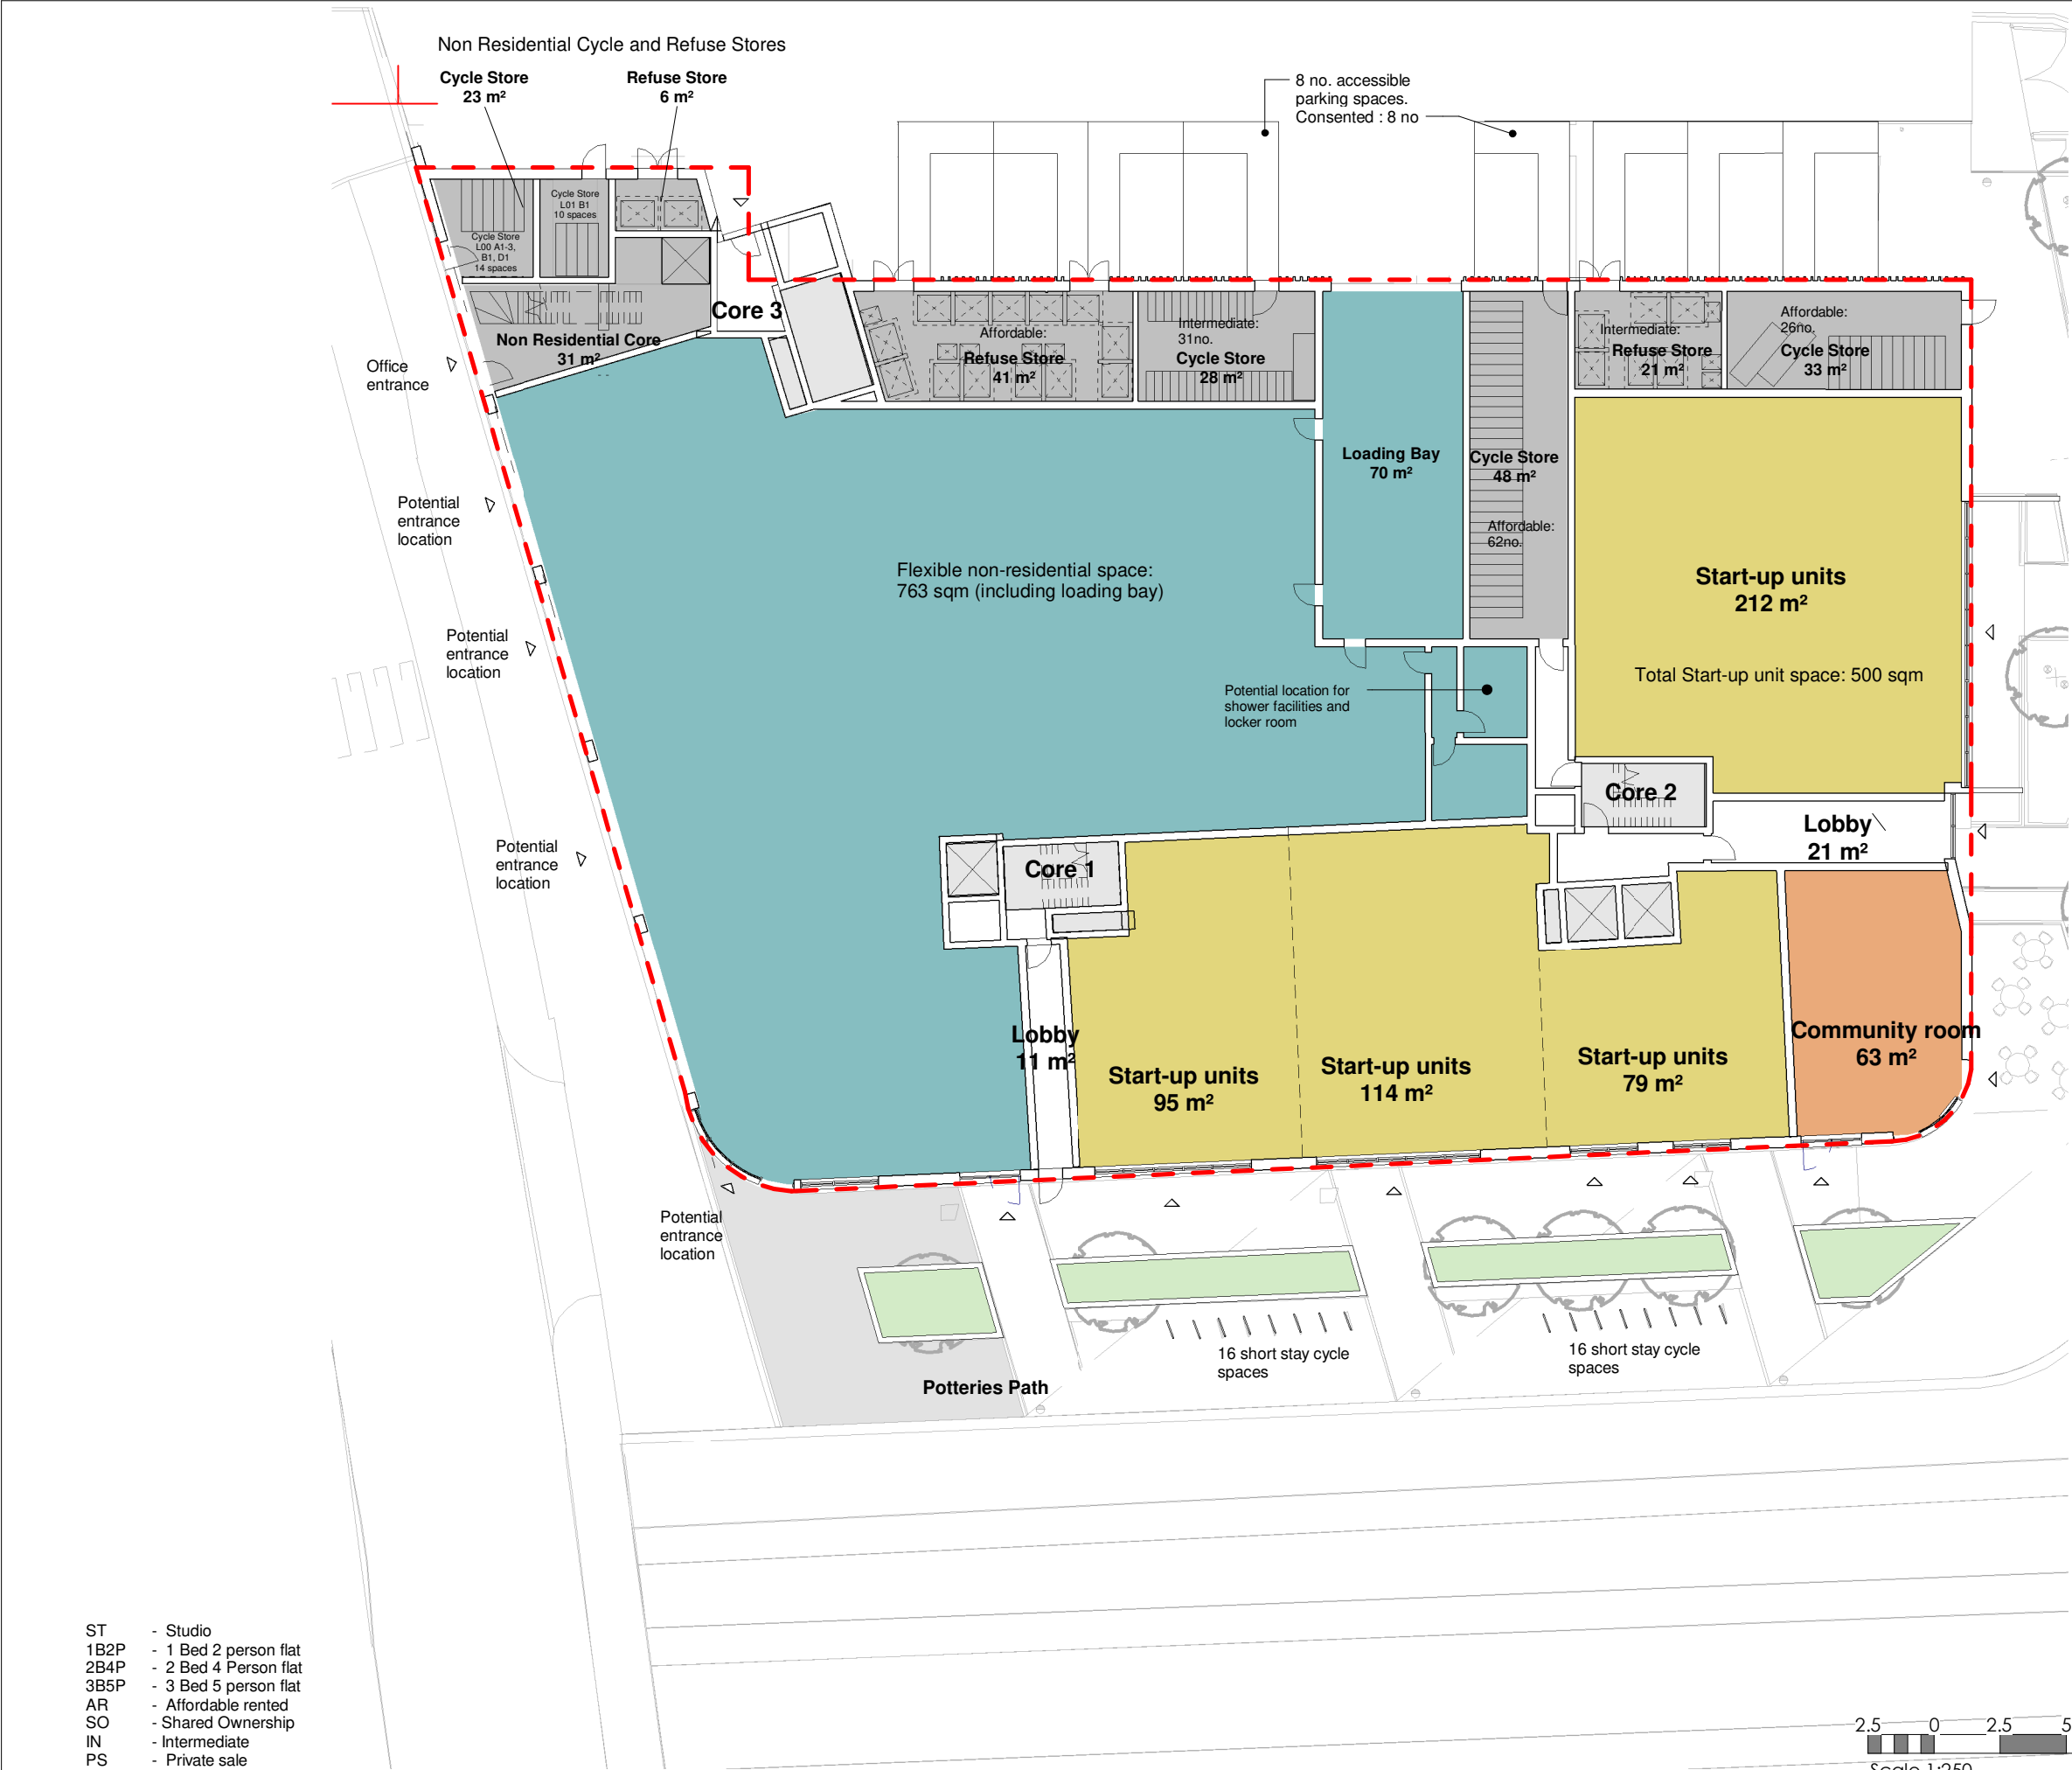 Non Residential Cycle and Refuse Stores
Cycle Store
23 m²
Refuse Store
6 m²
8 no. accessible
parking spaces.
Consented : 8 no
Cycle Store
L01 B1
10 spaces
Cycle Store
L00 A1-3,
B1, D1
14 spaces
Core 3
Non Residential Core
31 m²
Affordable:
Refuse Store
41 m²
Intermediate:
31no.
Cycle Store
28 m²
Intermediate:
Refuse Store
21 m²
Affordable:
26no.
Cycle Store
33 m²
Office
entrance
Loading Bay
70 m²
Cycle Store
48 m²
Affordable:
62no.
Potential
entrance
location
Flexible non-residential space:
763 sqm (including loading bay)
Start-up units
212 m²
Total Start-up unit space: 500 sqm
Potential
entrance
location
Potential location for
shower facilities and
locker room
Core 2
Lobby
21 m²
Potential
entrance
location
Core 1
Lobby
11 m²
Start-up units
95 m²
Start-up units
114 m²
Start-up units
79 m²
Community room
63 m²
Potential
entrance
location
16 short stay cycle
spaces
16 short stay cycle
spaces
Potteries Path
ST - Studio
1B2P - 1 Bed 2 person flat
2B4P - 2 Bed 4 Person flat
3B5P - 3 Bed 5 person flat
AR - Affordable rented
SO - Shared Ownership
IN - Intermediate
PS - Private sale
2.5 0 2.5 5
Scale 1:250